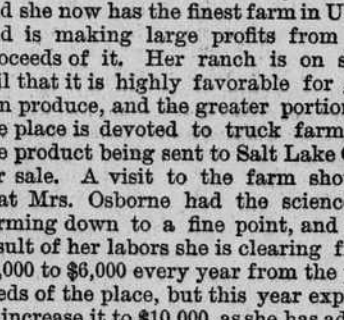 d she now has the finest farm in U
d is making large profits from
oceeds of it. Her ranch is on s
il that it is highly favorable for
n produce, and the greater portion
e place is devoted to truck farm
e product being sent to Salt Lake
r sale. A visit to the farm sho
at Mrs. Osborne had the science
rming down to a fine point, and
sult of her labors she is clearing f
,000 to $6,000 every year from the
eds of the place, but this year exp
increase it to $10,000, as she has ad